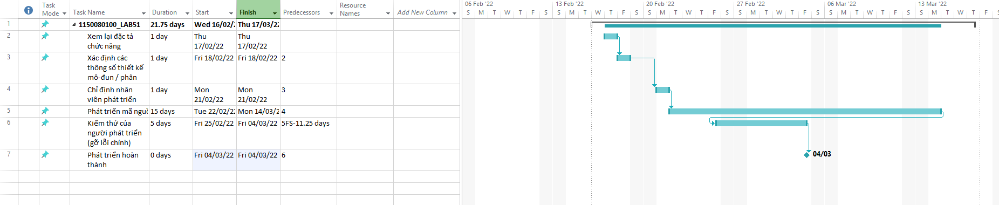 Task Mode Task Name Duration Start Finish Predecessors Resource Names Add New Column
06 Feb '22 13 Feb '22 20 Feb '22 27 Feb '22 06 Mar '22 13 Mar '22
S M T W T F S S M T W T F S S M T W T F S S M T W T F S S M T W T F S S M T W T F S
1 1150080100_LAB51 21.75 days Wed 16/02/2 Thu 17/03/22
2 Xem lại đặc tả chức năng 1 day Thu 17/02/22 Thu 17/02/22
3 Xác định các thông số thiết kế mô-đun / phân 1 day Fri 18/02/22 Fri 18/02/22 2
4 Chỉ định nhân viên phát triển 1 day Mon 21/02/22 Mon 21/02/22 3
5 Phát triển mã nguồ 15 days Tue 22/02/22 Mon 14/03/2 4
6 Kiểm thử của người phát triển (gỡ lỗi chính) 5 days Fri 25/02/22 Fri 04/03/22 5FS-11.25 days
7 Phát triển hoàn thành 0 days Fri 04/03/22 Fri 04/03/22 6
04/03